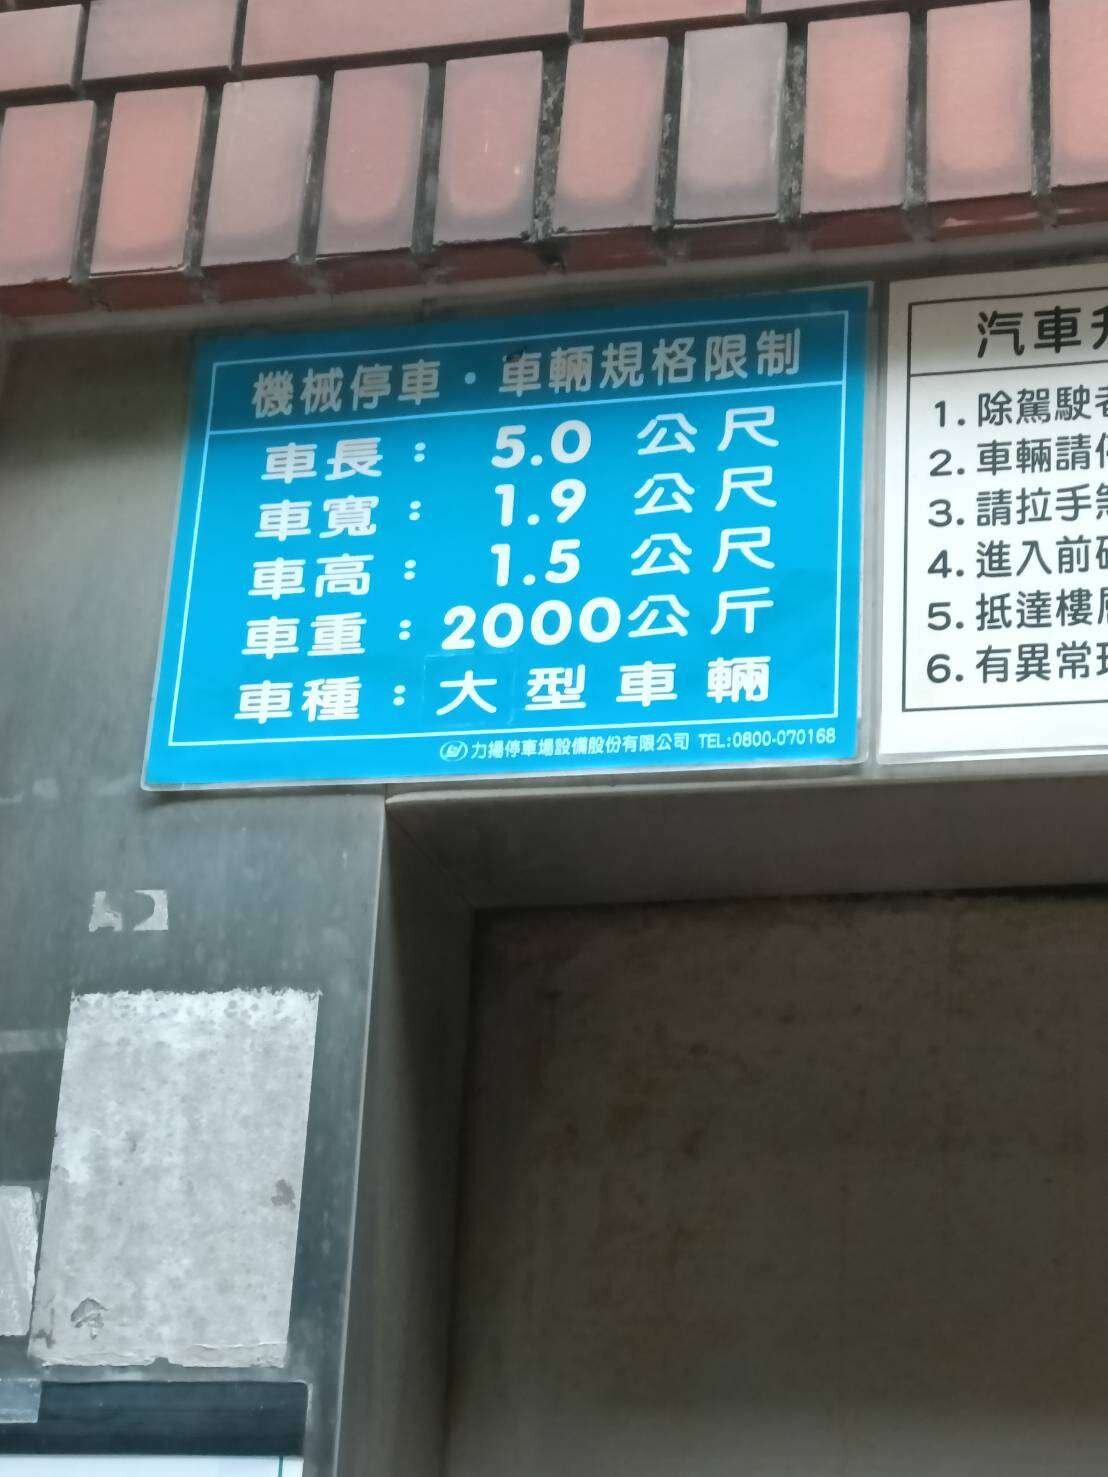 機械停車・車輛規格限制
車長： 5.0 公尺
車寬： 1.9 公尺
車高： 1.5 公尺
車重：2000公斤
車種：大型車輛
力揚停車場設備股份有限公司 TEL:0800-070168
汽車升
1. 除駕駛者
2. 車輛請停
3. 請拉手煞
4. 進入前
5. 抵達樓
6. 有異常